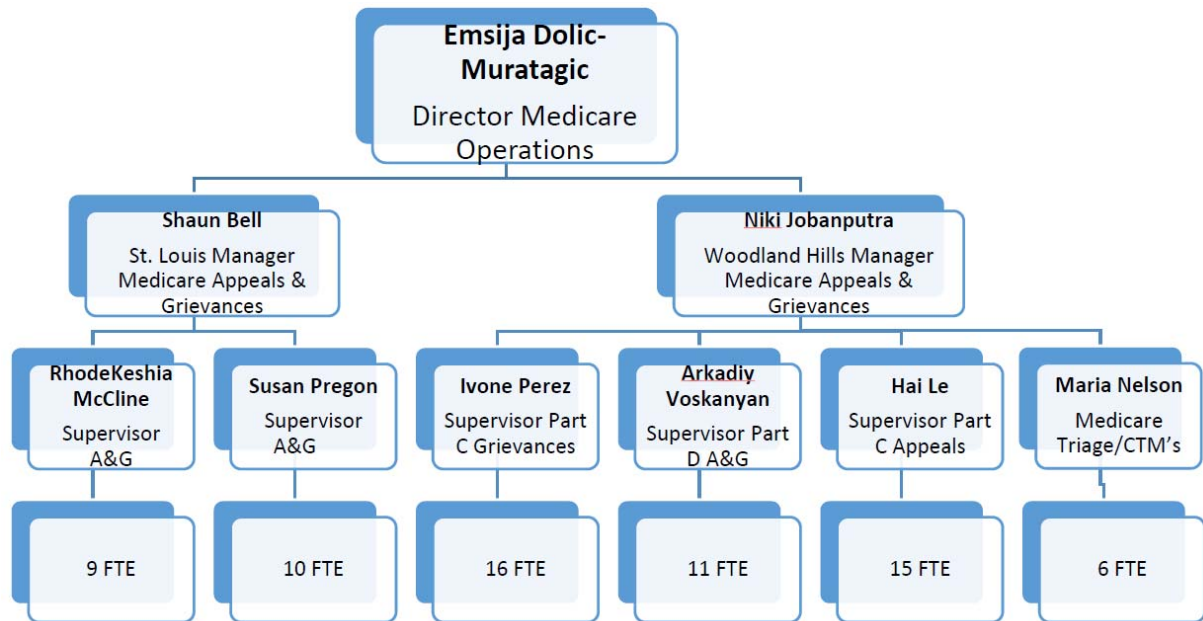 Emsija Dolic-
Muratagic
Director Medicare
Operations
Shaun Bell
St. Louis Manager
Medicare Appeals &
Grievances
Niki Jobanputra
Woodland Hills Manager
Medicare Appeals &
Grievances
RhodeKeshia
McCline
Supervisor
A&G
Susan Pregon
Supervisor
A&G
Ivone Perez
Supervisor Part
C Grievances
Arkadiy
Voskanyan
Supervisor Part
D A&G
Hai Le
Supervisor Part
C Appeals
Maria Nelson
Medicare
Triage/CTM's
9 FTE
10 FTE
16 FTE
11 FTE
15 FTE
6 FTE